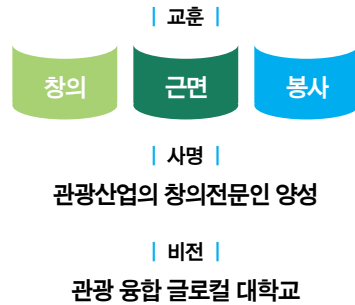 | 교훈 |
창의 근면 봉사
| 사명 |
관광산업의 창의전문인 양성
| 비전 |
관광 융합 글로컬 대학교